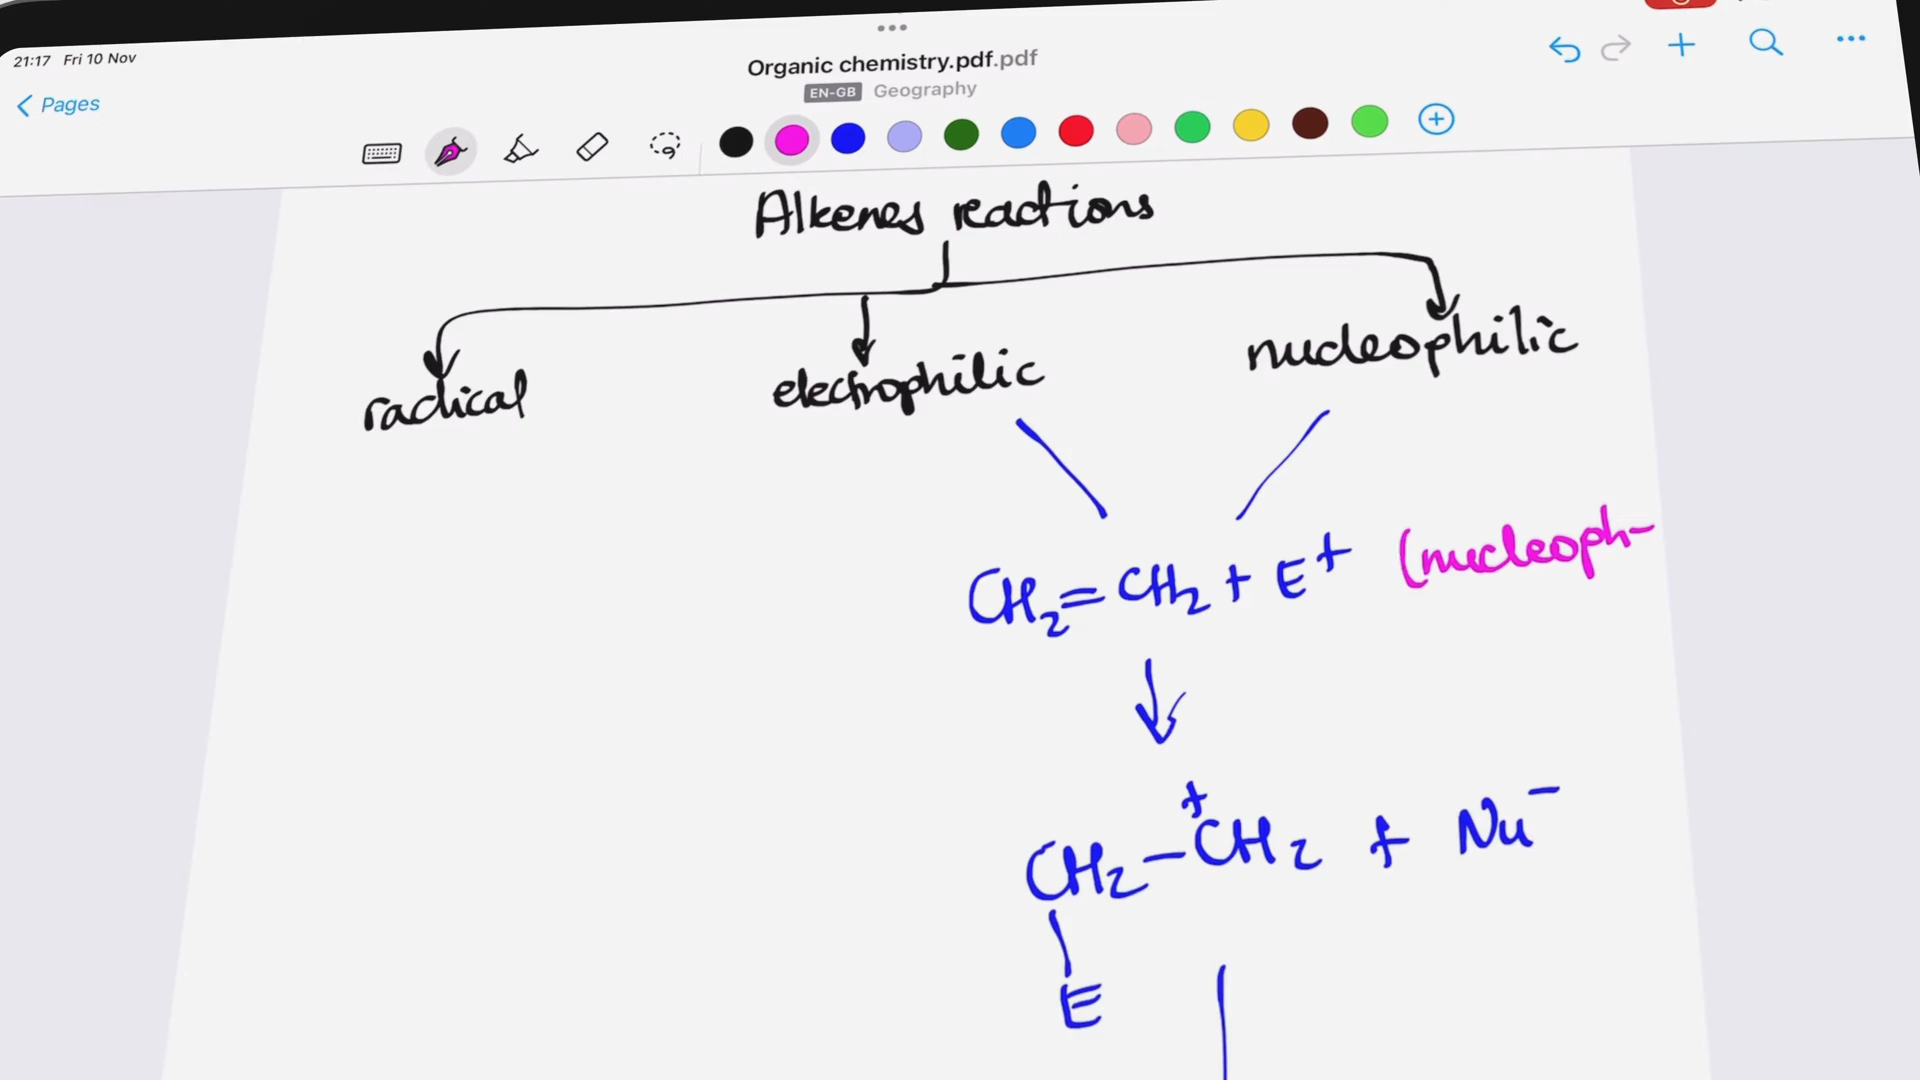 21:17 Fri 10 Nov
Organic chemistry.pdf.pdf
EN-GB Geography
Pages
Alkenes reactions
radical electrophilic nucleophilic
CH₂=CH₂ + E⁺ (nucleoph-
+
CH₂-CH₂ + Nu⁻
E